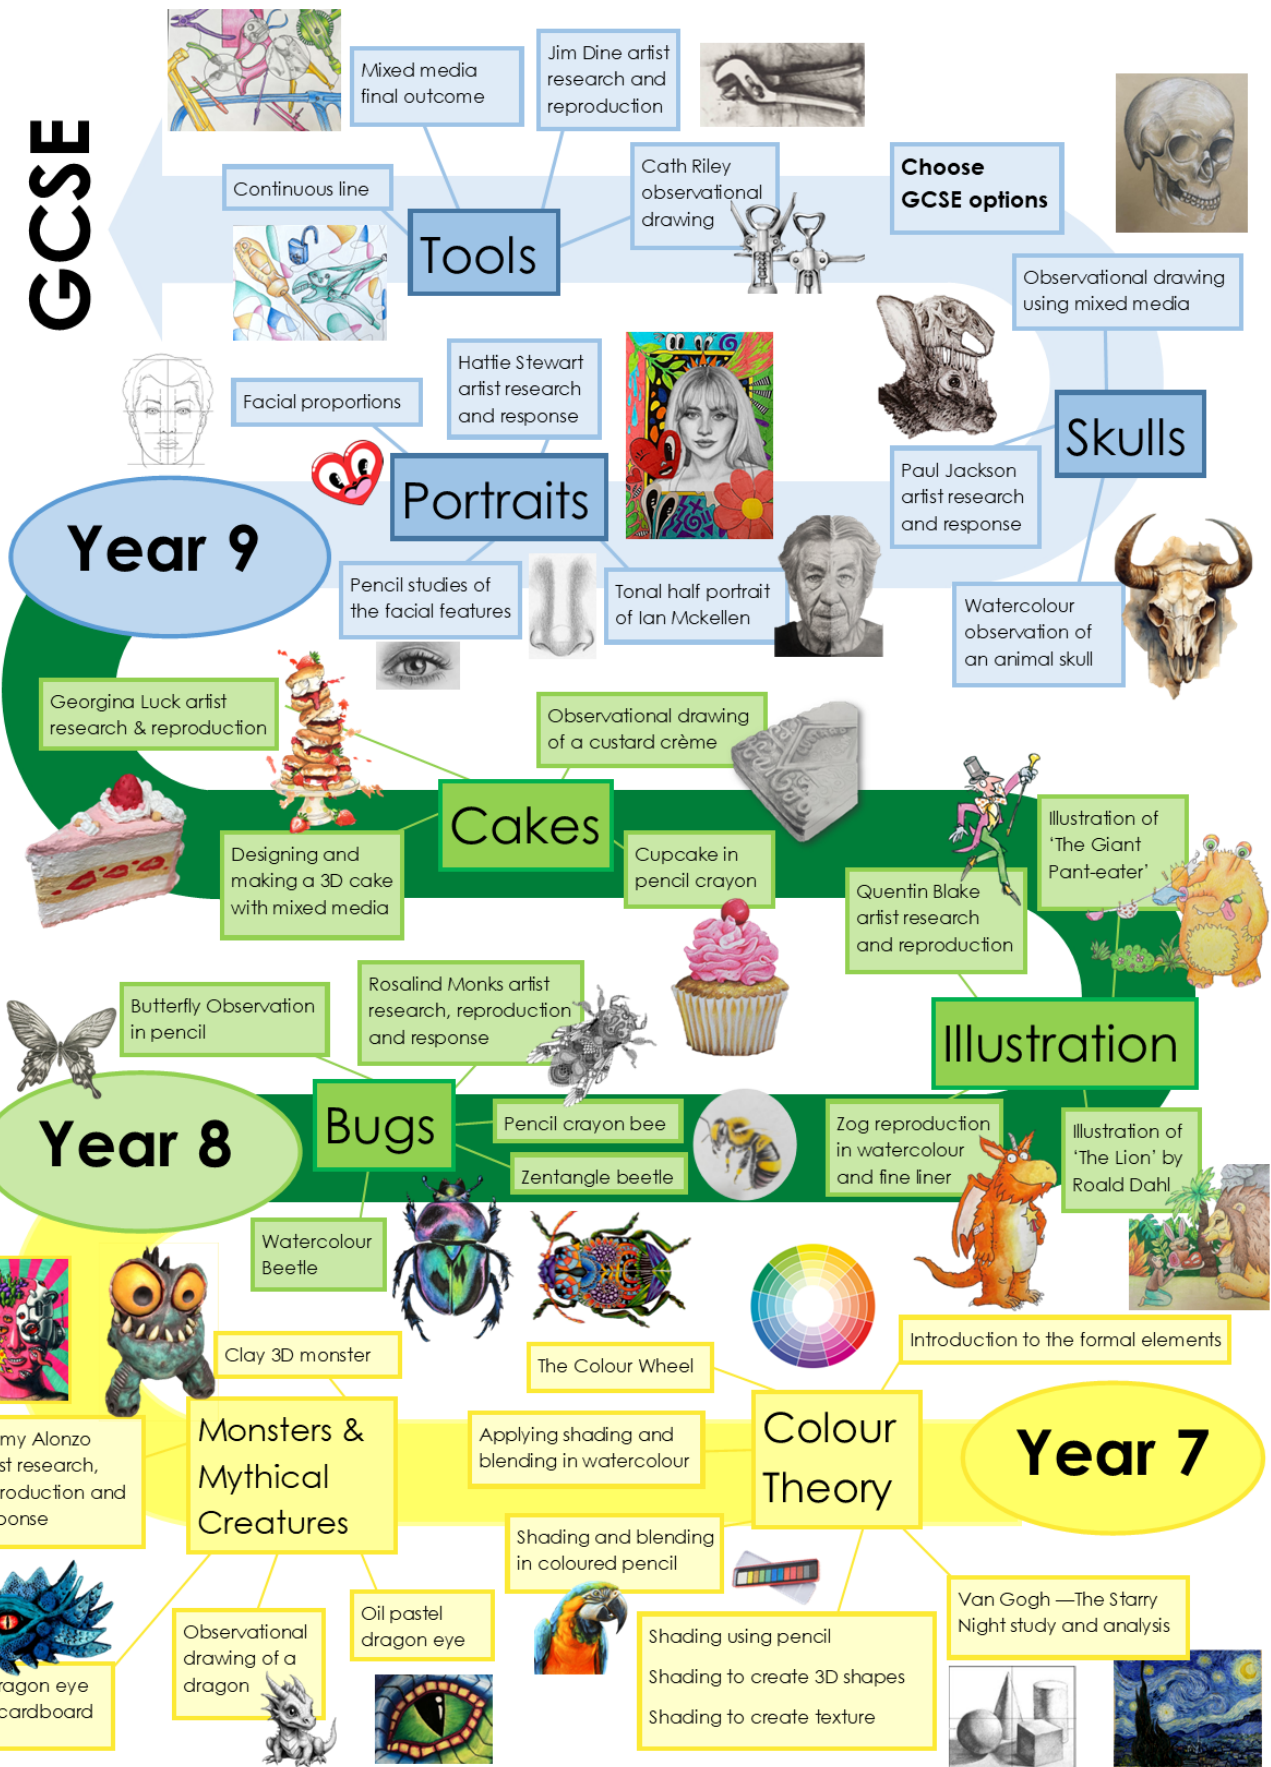 GCSE
Mixed media
final outcome
Jim Dine artist
research and
reproduction
Continuous line
Cath Riley
observational
drawing
Choose
GCSE options
Tools
Observational drawing
using mixed media
Facial proportions
Hattie Stewart
artist research
and response
Skulls
Portraits
Paul Jackson
artist research
and response
Year 9
Pencil studies of
the facial features
Tonal half portrait
of Ian Mckellen
Watercolour
observation of
an animal skull
Georgina Luck artist
research & reproduction
Observational drawing
of a custard crème
Cakes
Designing and
making a 3D cake
with mixed media
Cupcake in
pencil crayon
Quentin Blake
artist research
and reproduction
Illustration of
‘The Giant
Pant-eater’
Illustration
Butterfly Observation
in pencil
Rosalind Monks artist
research, reproduction
and response
Year 8
Bugs
Pencil crayon bee
Zentangle beetle
Zog reproduction
in watercolour
and fine liner
Illustration of
‘The Lion’ by
Roald Dahl
Watercolour
Beetle
Clay 3D monster
The Colour Wheel
Introduction to the formal elements
Monsters &
Mythical
Creatures
my Alonzo
st research,
roduction and
ponse
Applying shading and
blending in watercolour
Colour
Theory
Year 7
Shading and blending
in coloured pencil
Oil pastel
dragon eye
Observational
drawing of a
dragon
ragon eye
cardboard
Shading using pencil
Shading to create 3D shapes
Shading to create texture
Van Gogh —The Starry
Night study and analysis